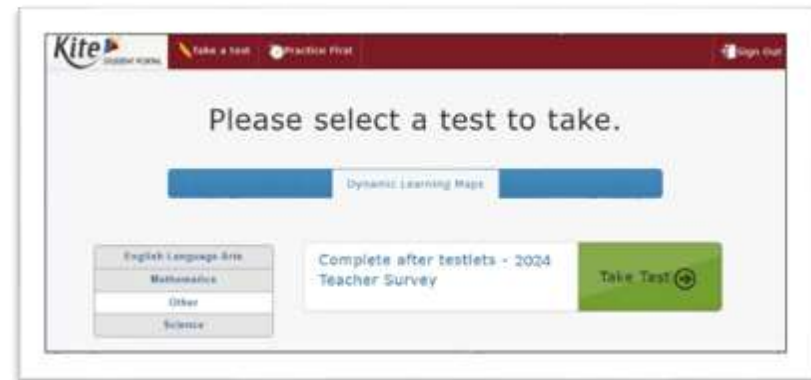 Kite
STUDENT PORTAL
Take a test
Practice First
Sign Out
Please select a test to take.
Dynamic Learning Maps
English Language Arts
Mathematics
Other
Science
Complete after testlets - 2024
Teacher Survey
Take Test